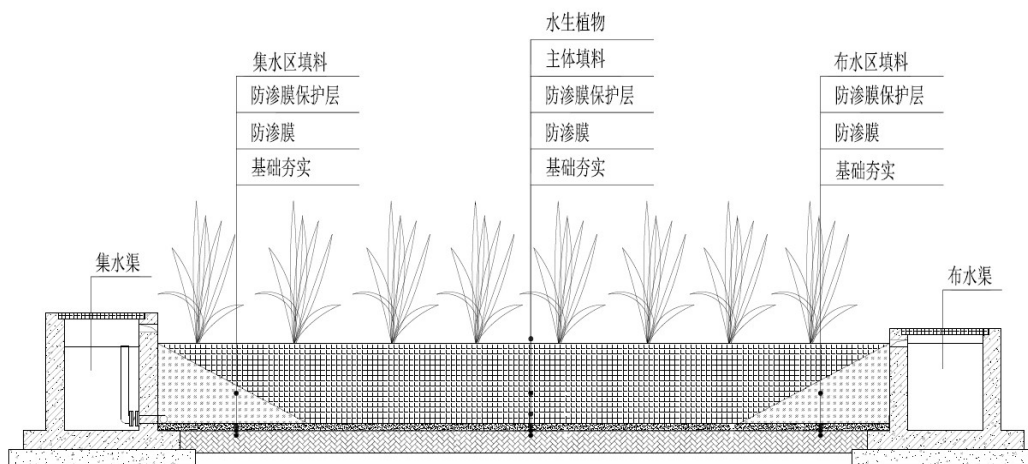 水生植物
主体填料
防渗膜保护层
防渗膜
基础夯实
集水区填料
防渗膜保护层
防渗膜
基础夯实
布水区填料
防渗膜保护层
防渗膜
基础夯实
集水渠
布水渠